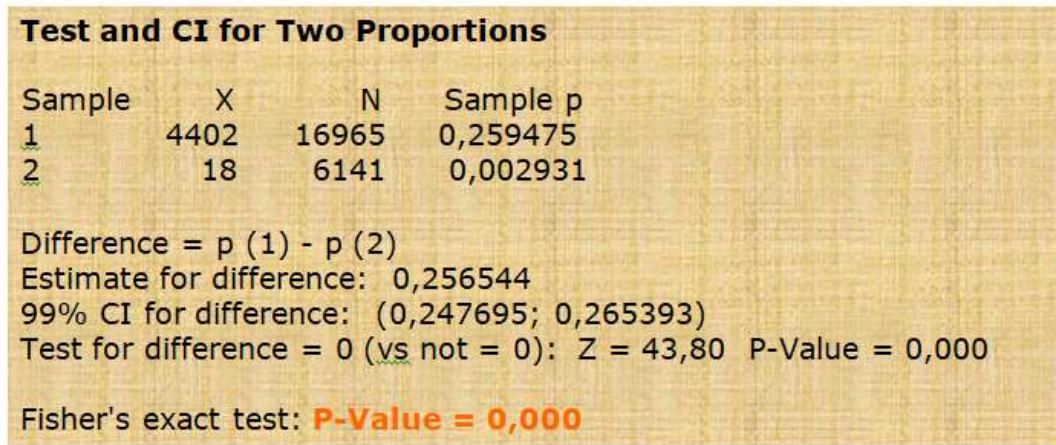 Test and CI for Two Proportions
Sample X N Sample p
1 4402 16965 0,259475
2 18 6141 0,002931
Difference = p (1) - p (2)
Estimate for difference: 0,256544
99% CI for difference: (0,247695; 0,265393)
Test for difference = 0 (vs not = 0): Z = 43,80 P-Value = 0,000
Fisher's exact test: P-Value = 0,000